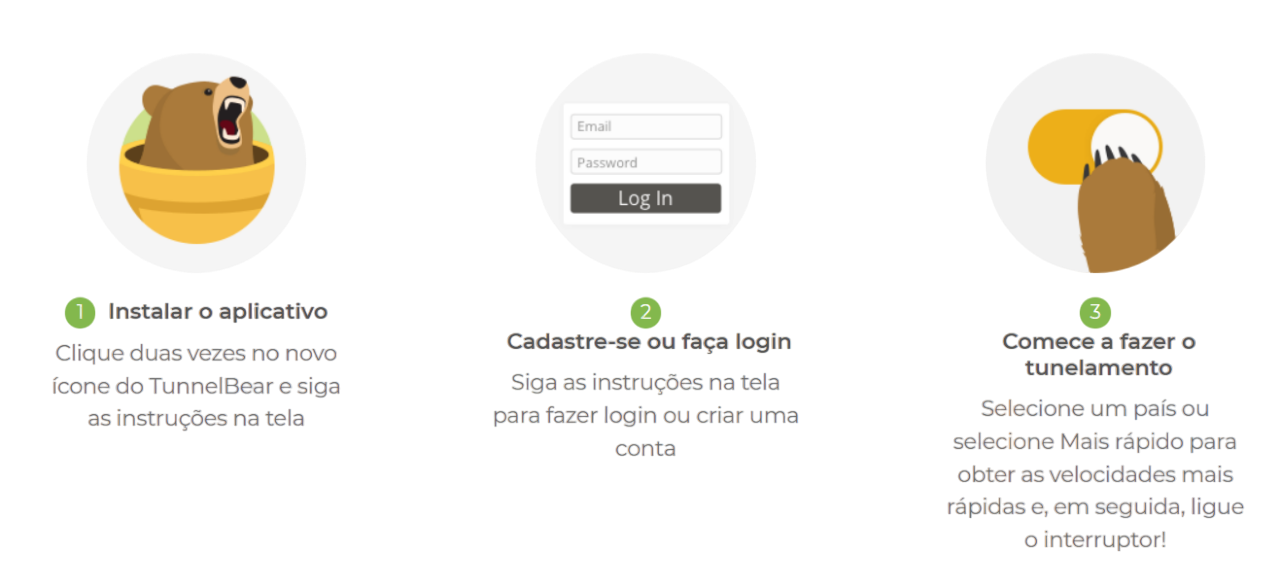 Email
Password
Log In
1 Instalar o aplicativo
Clique duas vezes no novo
ícone do TunnelBear e siga
as instruções na tela
2
Cadastre-se ou faça login
Siga as instruções na tela
para fazer login ou criar uma
conta
3
Comece a fazer o
tunelamento
Selecione um país ou
selecione Mais rápido para
obter as velocidades mais
rápidas e, em seguida, ligue
o interruptor!